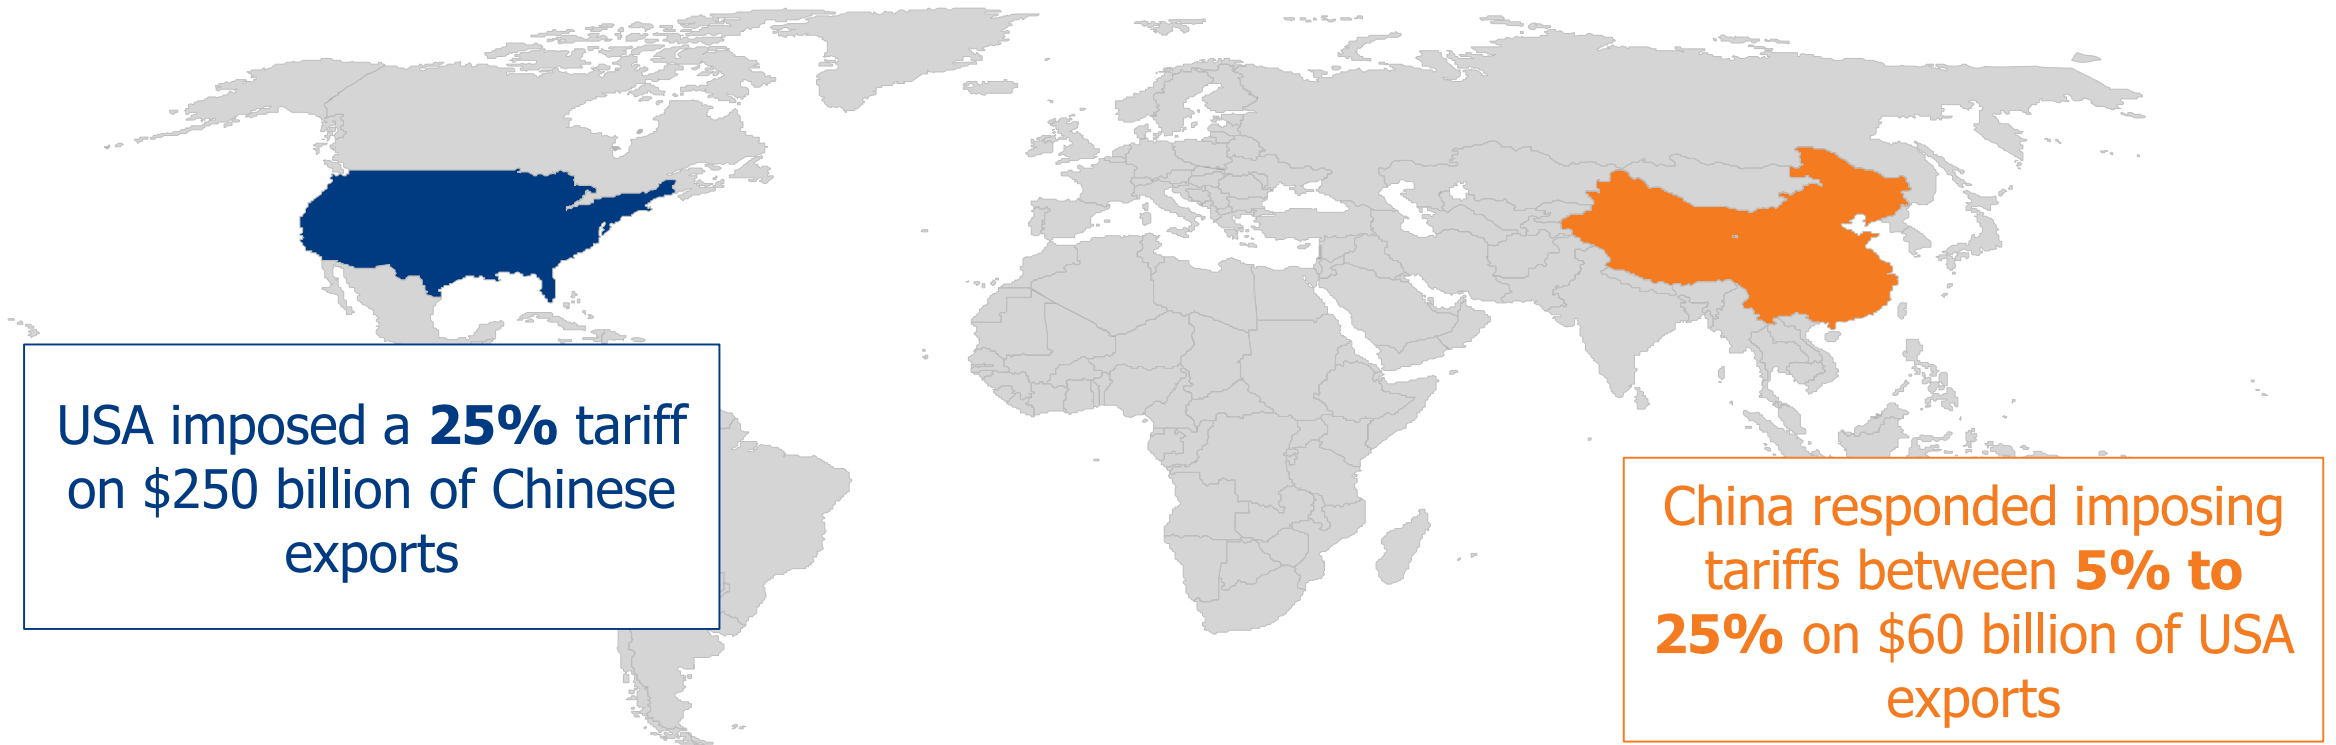 USA imposed a 25% tariff
on $250 billion of Chinese
exports
China responded imposing
tariffs between 5% to
25% on $60 billion of USA
exports